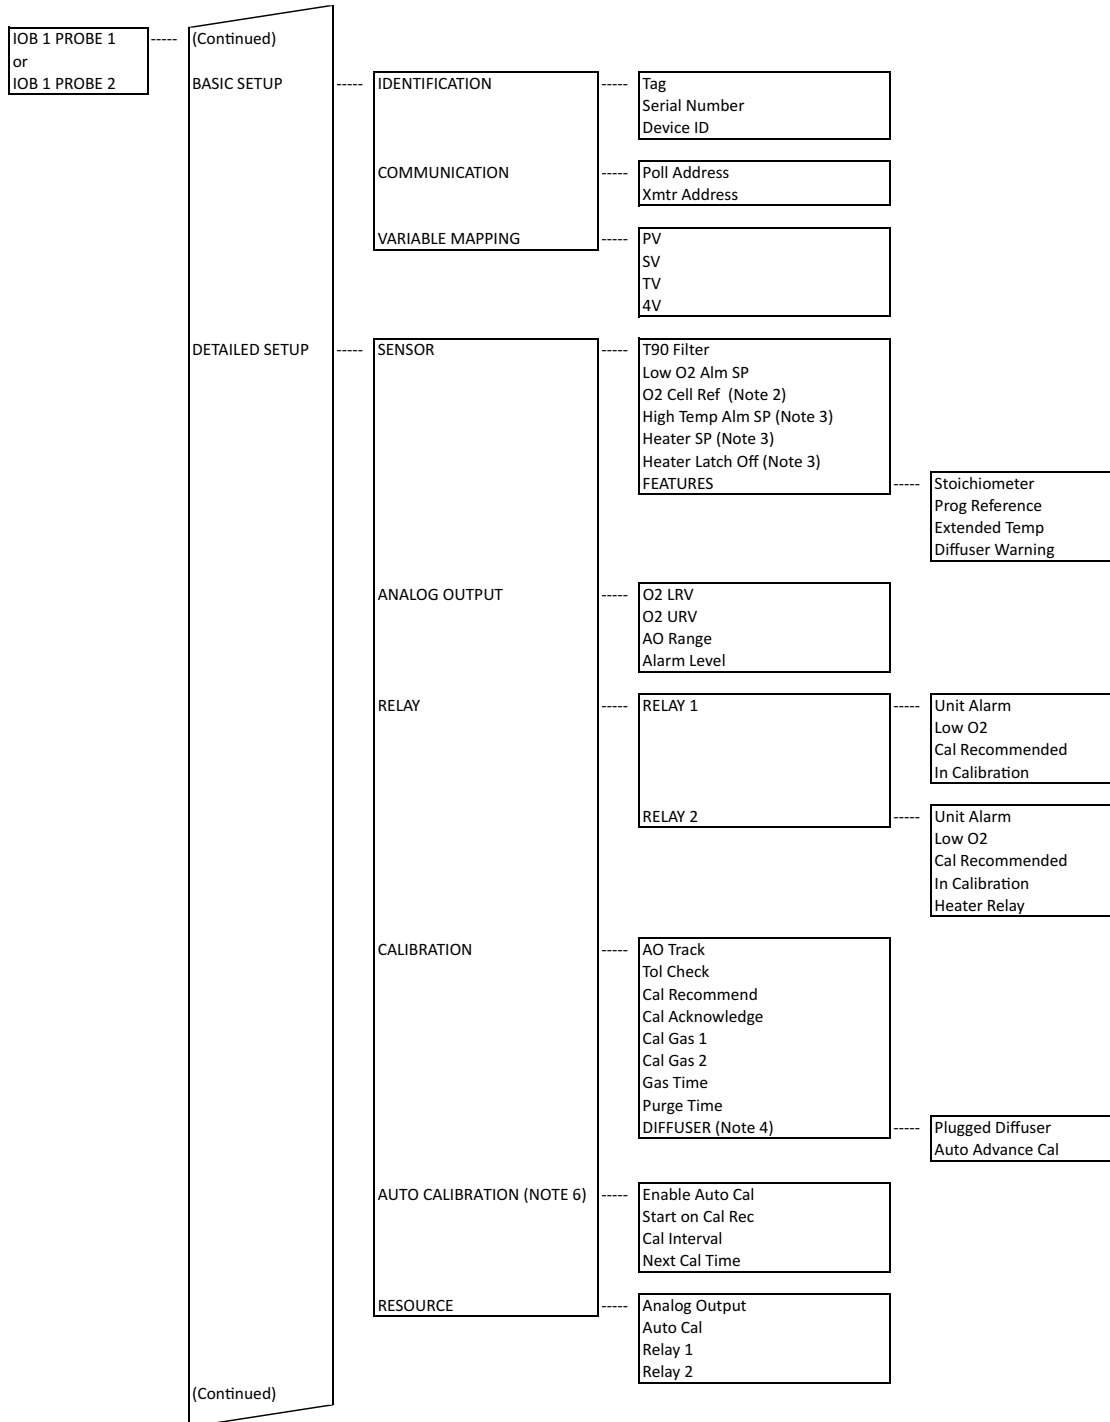 IOB 1 PROBE 1
or
IOB 1 PROBE 2
(Continued)
BASIC SETUP
IDENTIFICATION
Tag
Serial Number
Device ID
COMMUNICATION
Poll Address
Xmtr Address
VARIABLE MAPPING
PV
SV
TV
4V
DETAILED SETUP
SENSOR
T90 Filter
Low O2 Alm SP
O2 Cell Ref (Note 2)
High Temp Alm SP (Note 3)
Heater SP (Note 3)
Heater Latch Off (Note 3)
FEATURES
Stoichiometer
Prog Reference
Extended Temp
Diffuser Warning
ANALOG OUTPUT
O2 LRV
O2 URV
AO Range
Alarm Level
RELAY
RELAY 1
Unit Alarm
Low O2
Cal Recommended
In Calibration
RELAY 2
Unit Alarm
Low O2
Cal Recommended
In Calibration
Heater Relay
CALIBRATION
AO Track
Tol Check
Cal Recommend
Cal Acknowledge
Cal Gas 1
Cal Gas 2
Gas Time
Purge Time
DIFFUSER (Note 4)
Plugged Diffuser
Auto Advance Cal
AUTO CALIBRATION (NOTE 6)
Enable Auto Cal
Start on Cal Rec
Cal Interval
Next Cal Time
RESOURCE
Analog Output
Auto Cal
Relay 1
Relay 2
(Continued)